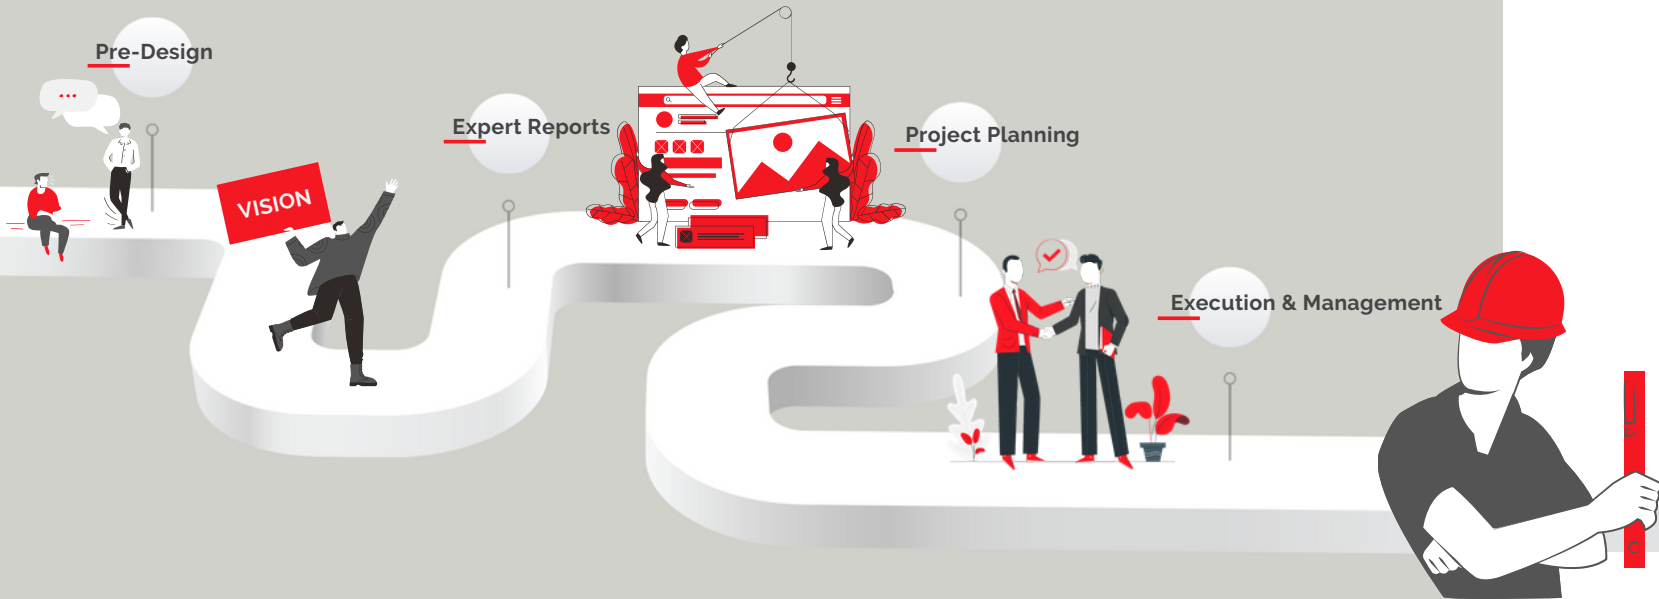 Pre-Design
VISION
Expert Reports
Project Planning
Execution & Management